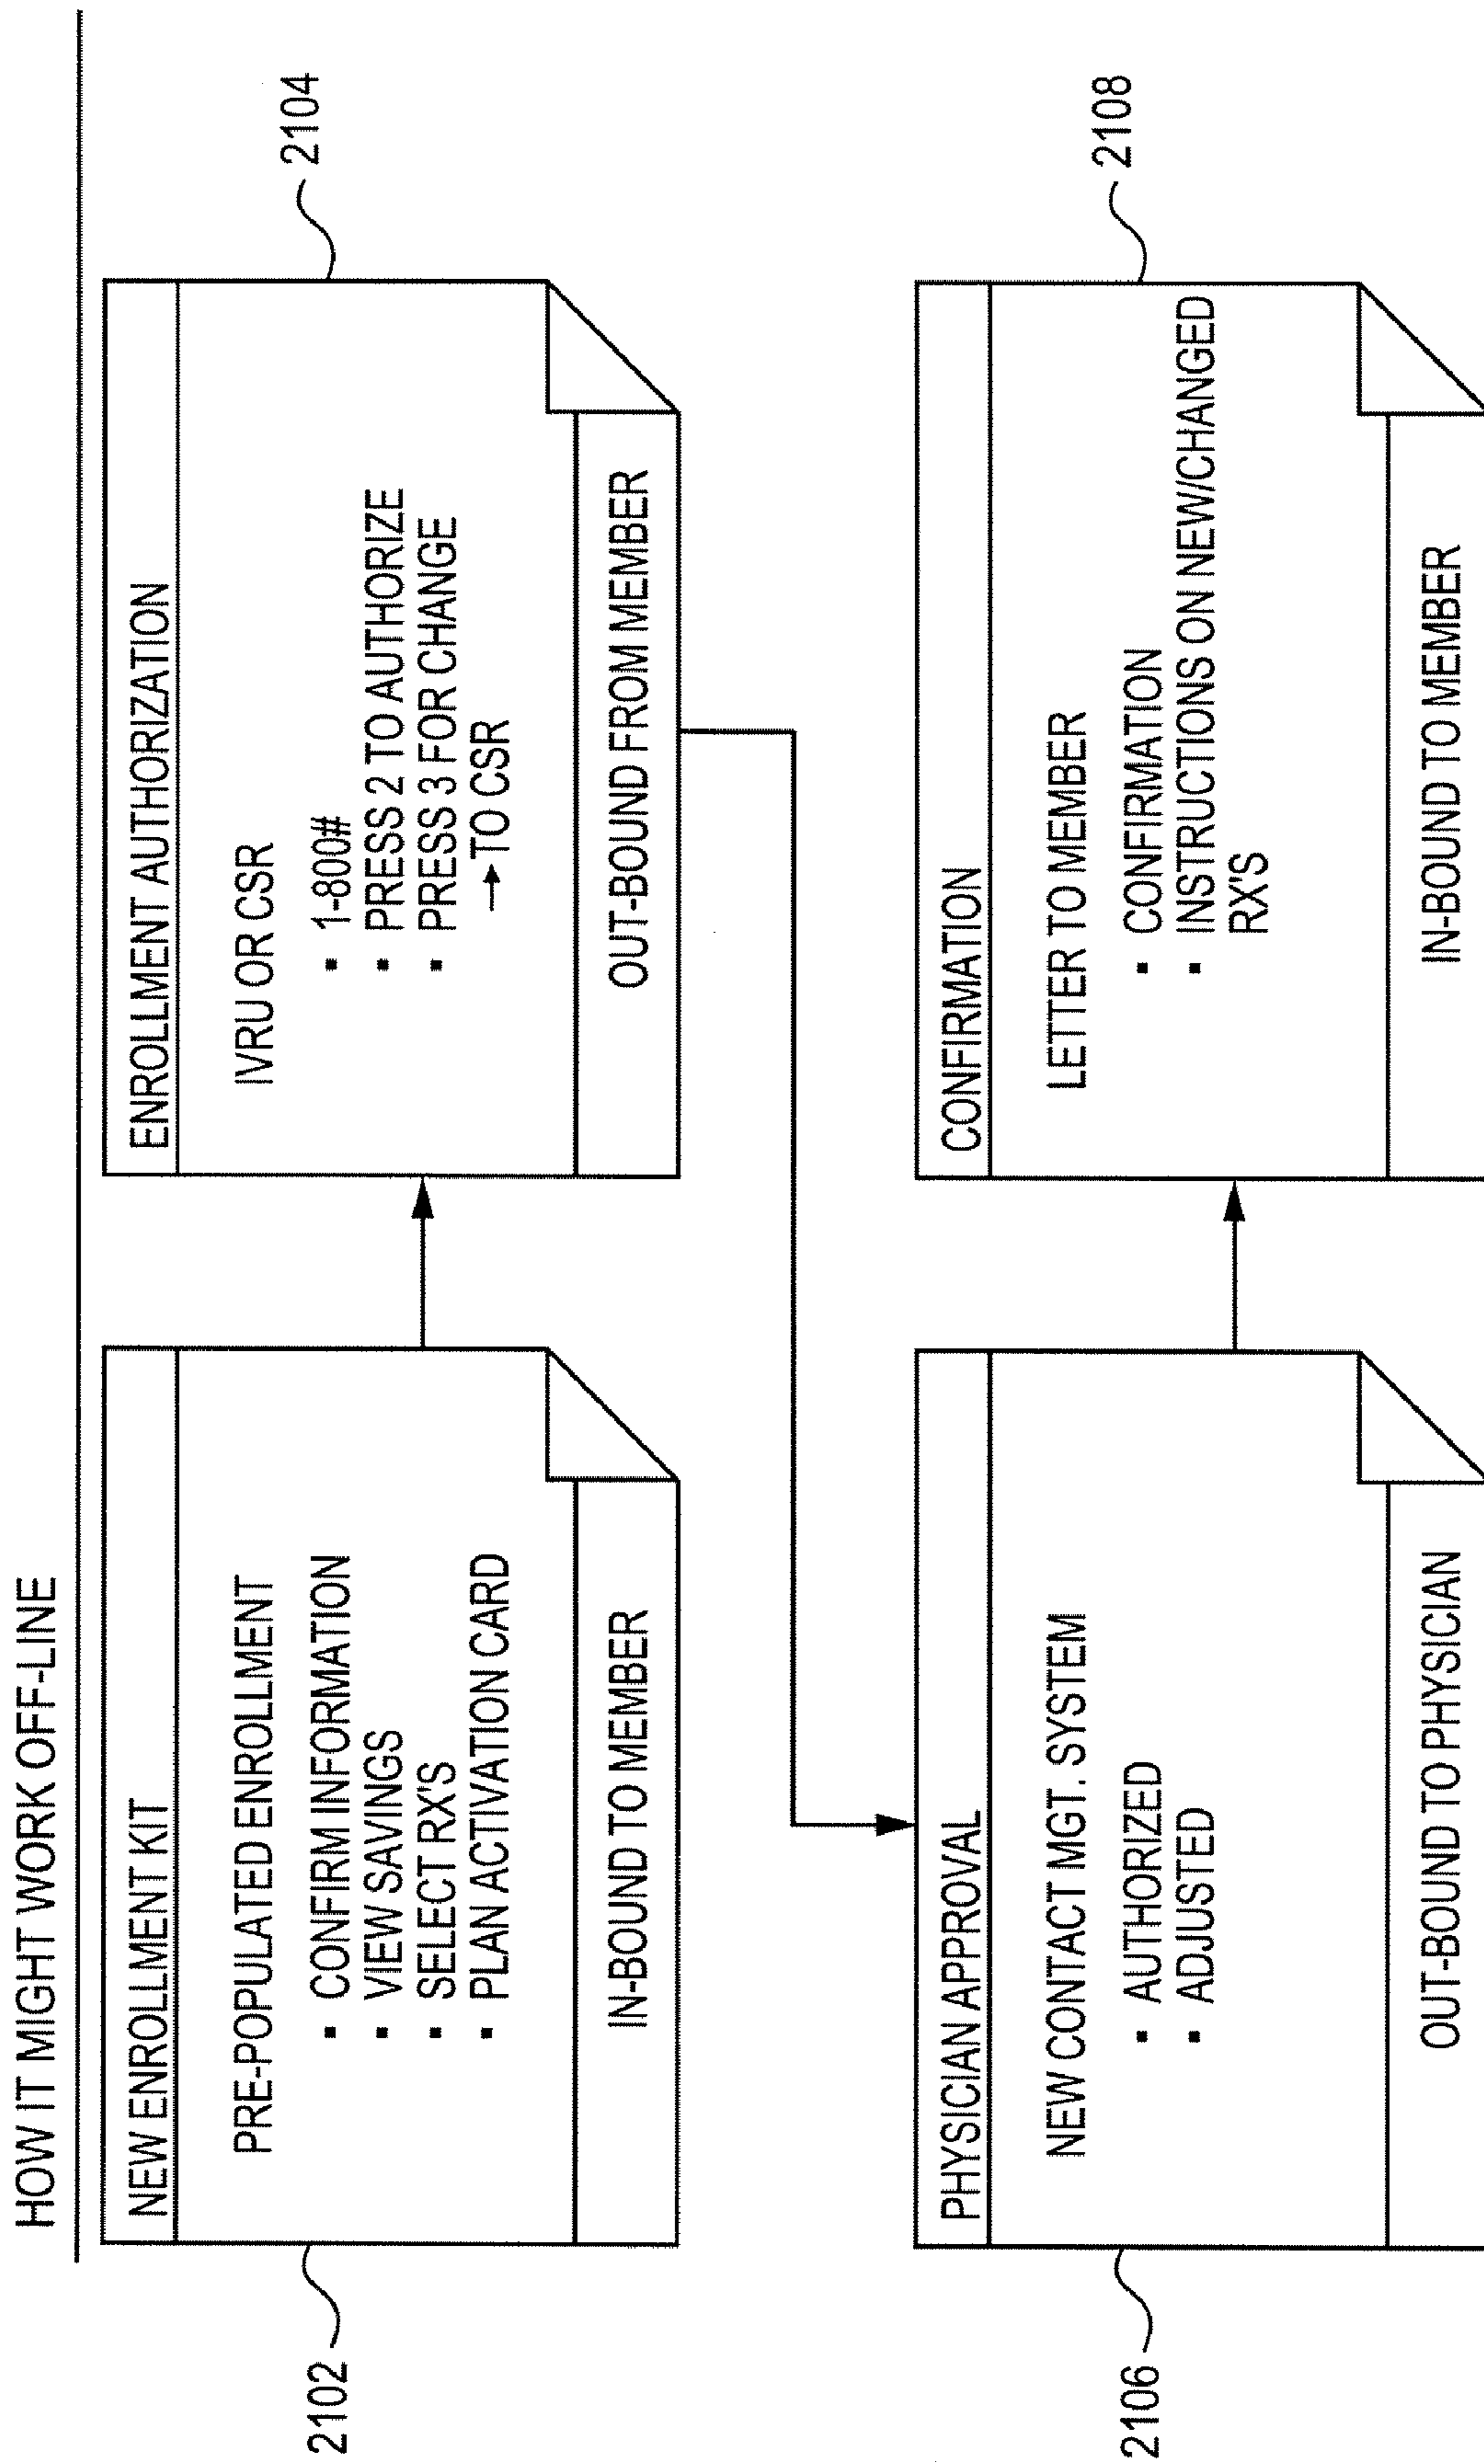 HOW IT MIGHT WORK OFF-LINE
2102
NEW ENROLLMENT KIT
PRE-POPULATED ENROLLMENT
▪ CONFIRM INFORMATION
▪ VIEW SAVINGS
▪ SELECT RX'S
▪ PLAN ACTIVATION CARD
IN-BOUND TO MEMBER
2104
ENROLLMENT AUTHORIZATION
IVRU OR CSR
▪ 1-800#
▪ PRESS 2 TO AUTHORIZE
▪ PRESS 3 FOR CHANGE
→ TO CSR
OUT-BOUND FROM MEMBER
2106
PHYSICIAN APPROVAL
NEW CONTACT MGT. SYSTEM
▪ AUTHORIZED
▪ ADJUSTED
OUT-BOUND TO PHYSICIAN
2108
CONFIRMATION
LETTER TO MEMBER
▪ CONFIRMATION
▪ INSTRUCTIONS ON NEW/CHANGED
RX'S
IN-BOUND TO MEMBER